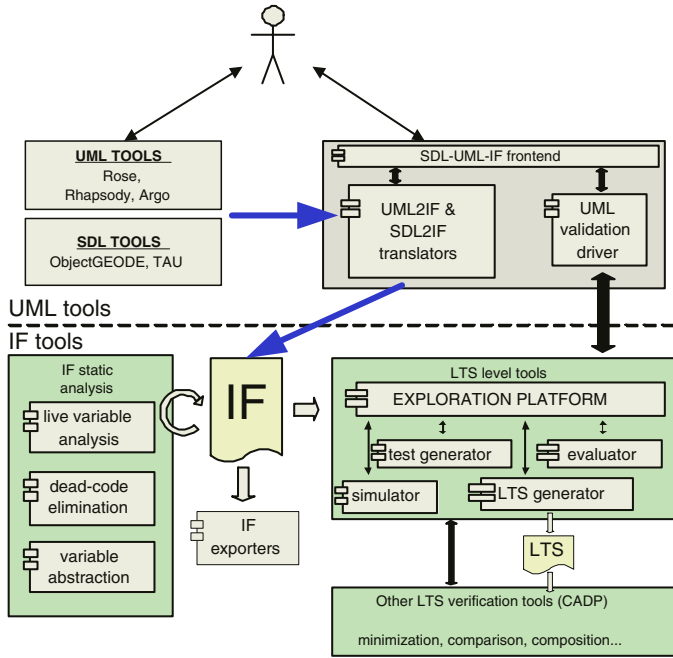 UML TOOLS
Rose,
Rhapsody, Argo
SDL TOOLS
ObjectGEODE, TAU
SDL-UML-IF frontend
UML2IF &
SDL2IF
translators
UML
validation
driver
UML tools
IF tools
IF static
analysis
live variable
analysis
dead-code
elimination
variable
abstraction
IF
IF
exporters
LTS level tools
EXPLORATION PLATFORM
test generator
evaluator
simulator
LTS generator
LTS
Other LTS verification tools (CADP)
minimization, comparison, composition...